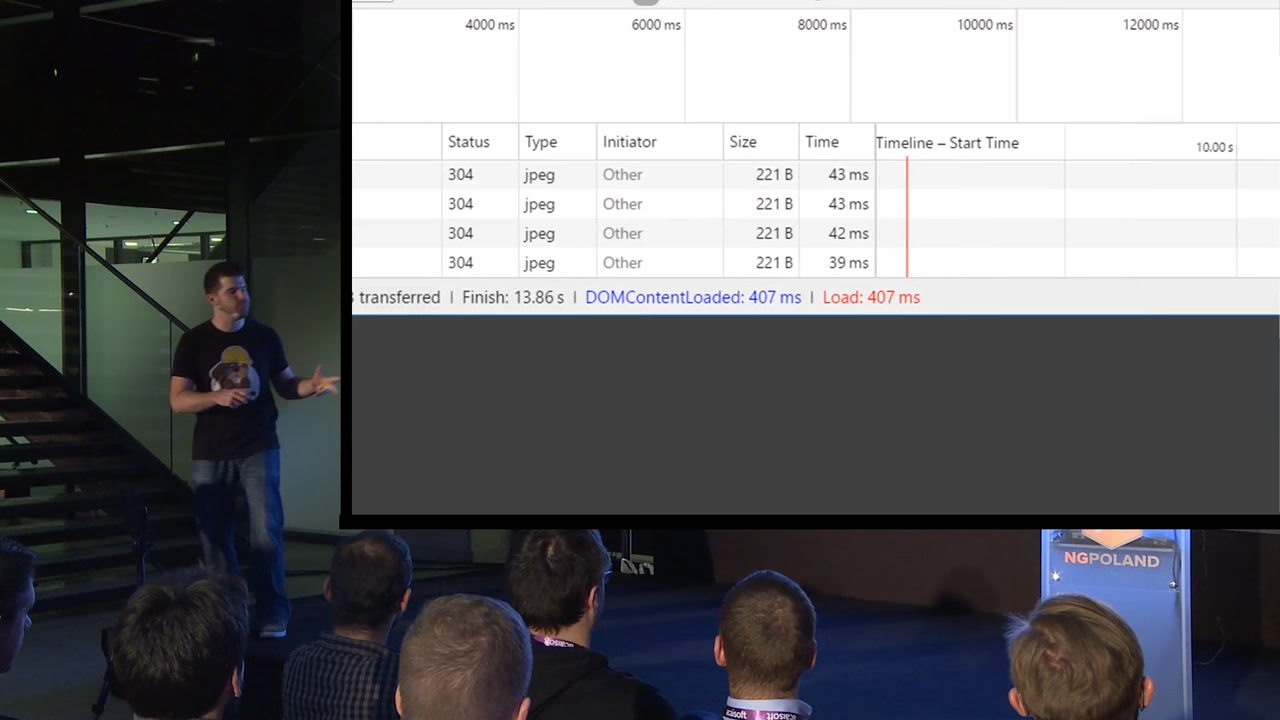 4000 ms 6000 ms 8000 ms 10000 ms 12000 ms
Status Type Initiator Size Time Timeline – Start Time 10.00 s
304 jpeg Other 221 B 43 ms
304 jpeg Other 221 B 43 ms
304 jpeg Other 221 B 42 ms
304 jpeg Other 221 B 39 ms
transferred | Finish: 13.86 s | DOMContentLoaded: 407 ms | Load: 407 ms
NGPOLAND